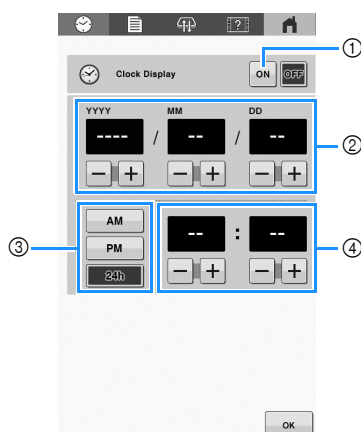 ?
①
Clock Display ON OFF
YYYY MM DD
---- / -- / --
②
− + − + − +
③
AM
PM
24h
-- : --
④
− + − +
OK